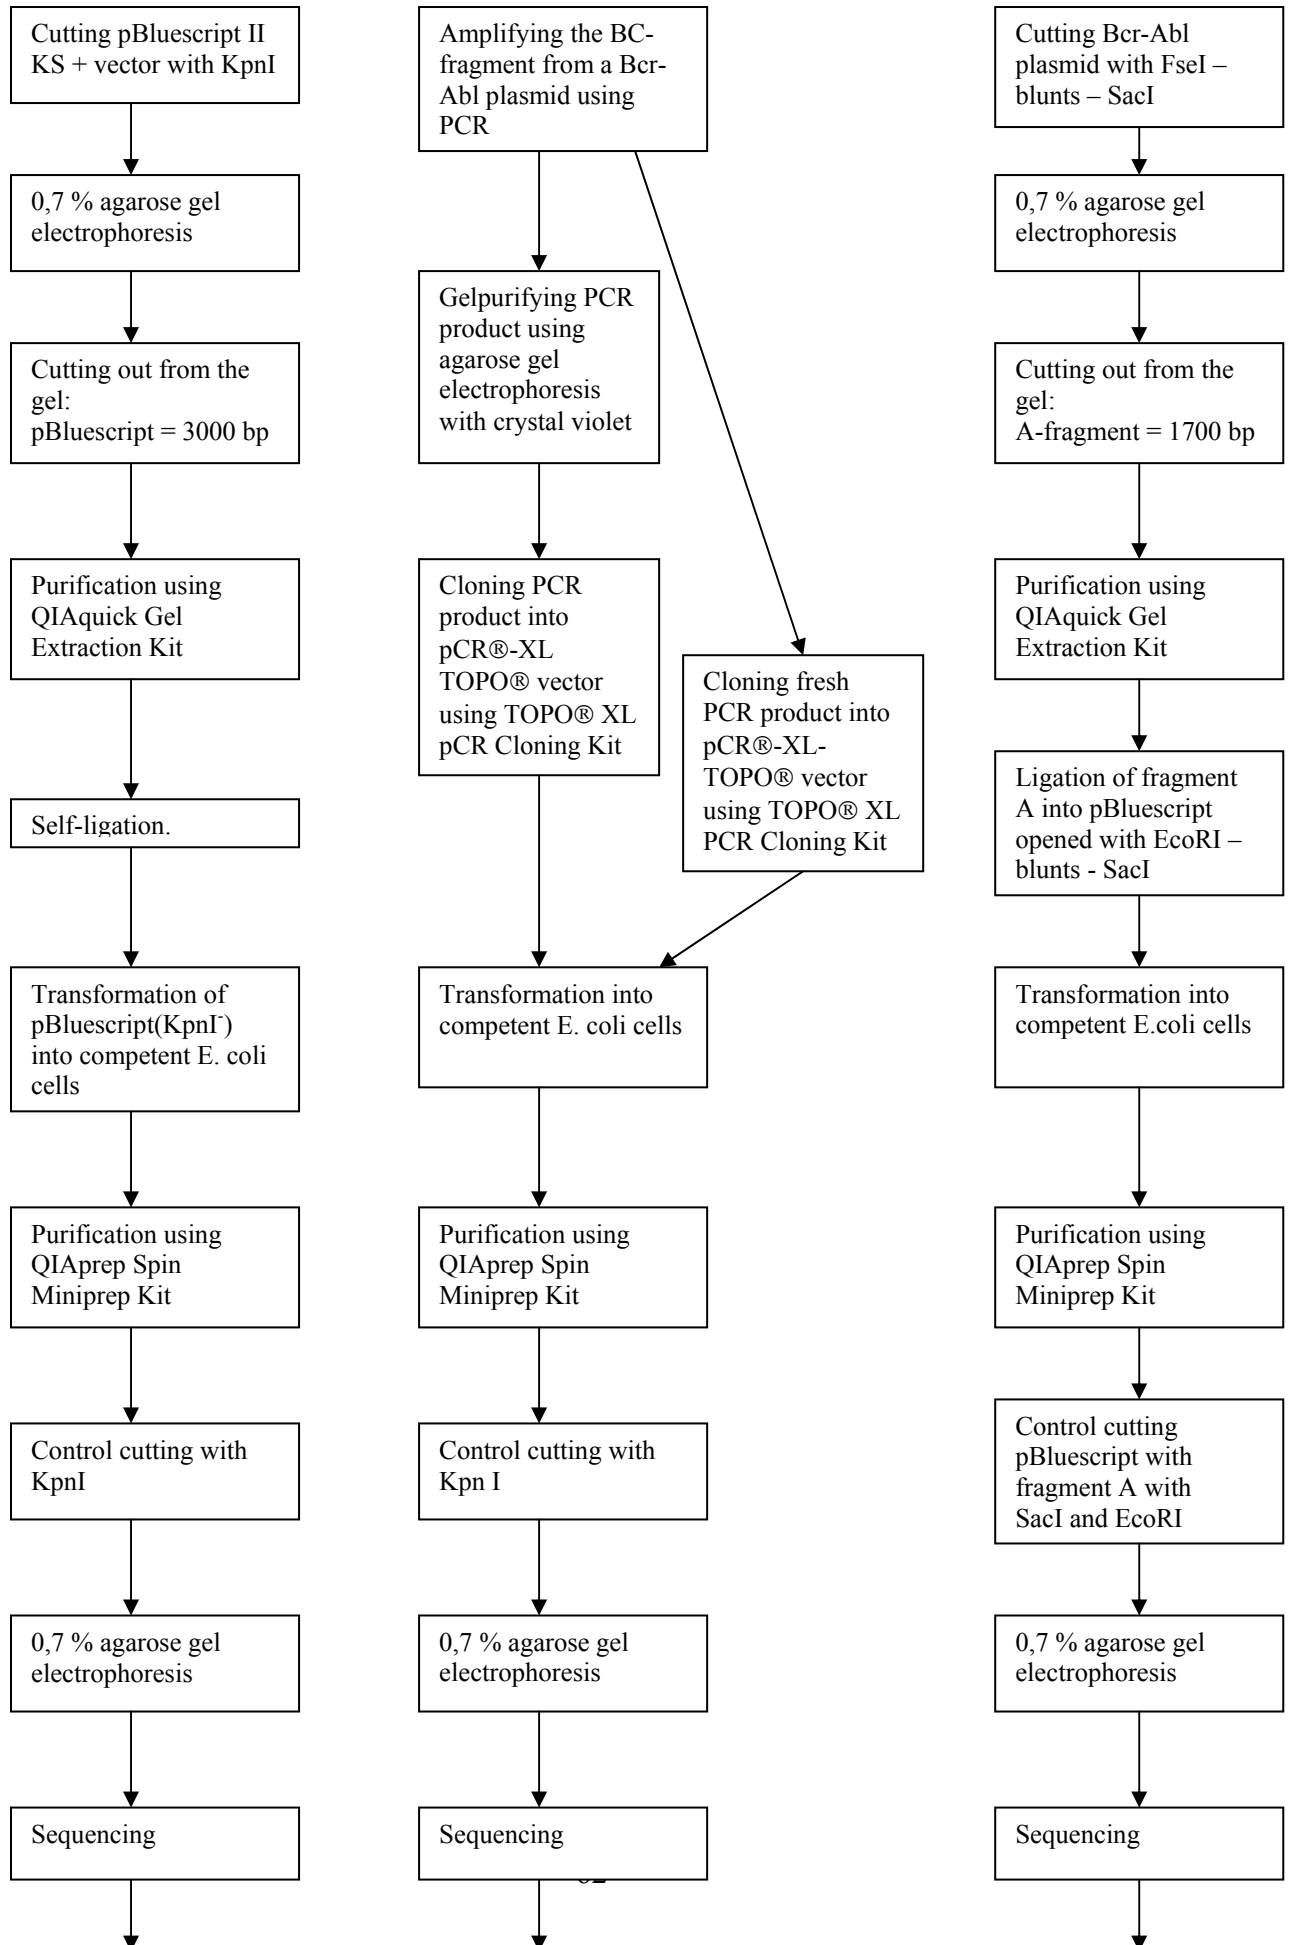 Cutting pBluescript II
KS + vector with KpnI
0,7 % agarose gel
electrophoresis
Cutting out from the
gel:
pBluescript = 3000 bp
Purification using
QIAquick Gel
Extraction Kit
Self-ligation.
Transformation of
pBluescript(KpnI⁻)
into competent E. coli
cells
Purification using
QIAprep Spin
Miniprep Kit
Control cutting with
KpnI
0,7 % agarose gel
electrophoresis
Sequencing
Amplifying the BC-
fragment from a Bcr-
Abl plasmid using
PCR
Gelpurifying PCR
product using
agarose gel
electrophoresis
with crystal violet
Cloning PCR
product into
pCR®-XL
TOPO® vector
using TOPO® XL
pCR Cloning Kit
Cloning fresh
PCR product into
pCR®-XL-
TOPO® vector
using TOPO® XL
PCR Cloning Kit
Transformation into
competent E. coli cells
Purification using
QIAprep Spin
Miniprep Kit
Control cutting with
Kpn I
0,7 % agarose gel
electrophoresis
Sequencing
Cutting Bcr-Abl
plasmid with FseI –
blunts – SacI
0,7 % agarose gel
electrophoresis
Cutting out from the
gel:
A-fragment = 1700 bp
Purification using
QIAquick Gel
Extraction Kit
Ligation of fragment
A into pBluescript
opened with EcoRI –
blunts - SacI
Transformation into
competent E.coli cells
Purification using
QIAprep Spin
Miniprep Kit
Control cutting
pBluescript with
fragment A with
SacI and EcoRI
0,7 % agarose gel
electrophoresis
Sequencing